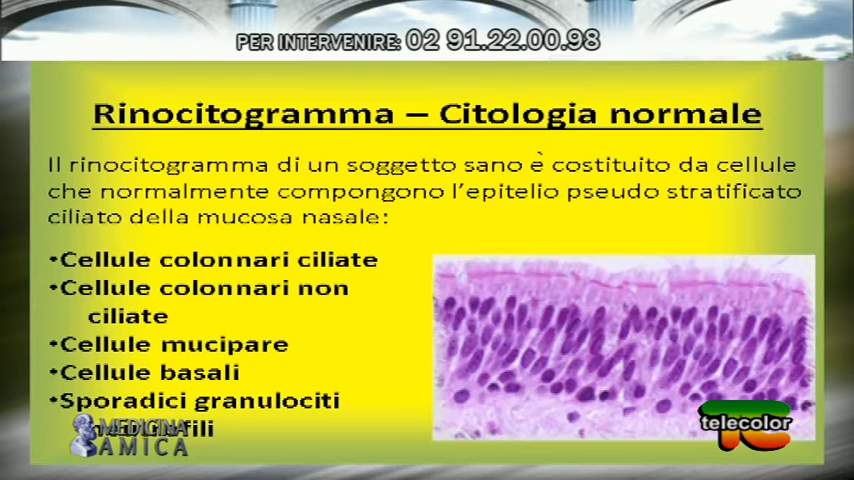 PER INTERVENIRE: 02 91.22.00.98
Rinocitogramma – Citologia normale
Il rinocitogramma di un soggetto sano è costituito da cellule
che normalmente compongono l'epitelio pseudo stratificato
ciliato della mucosa nasale:
•Cellule colonnari ciliate
•Cellule colonnari non
ciliate
•Cellule mucipare
•Cellule basali
•Sporadici granulociti
neutrofili
MEDICINA
AMICA
telecolor